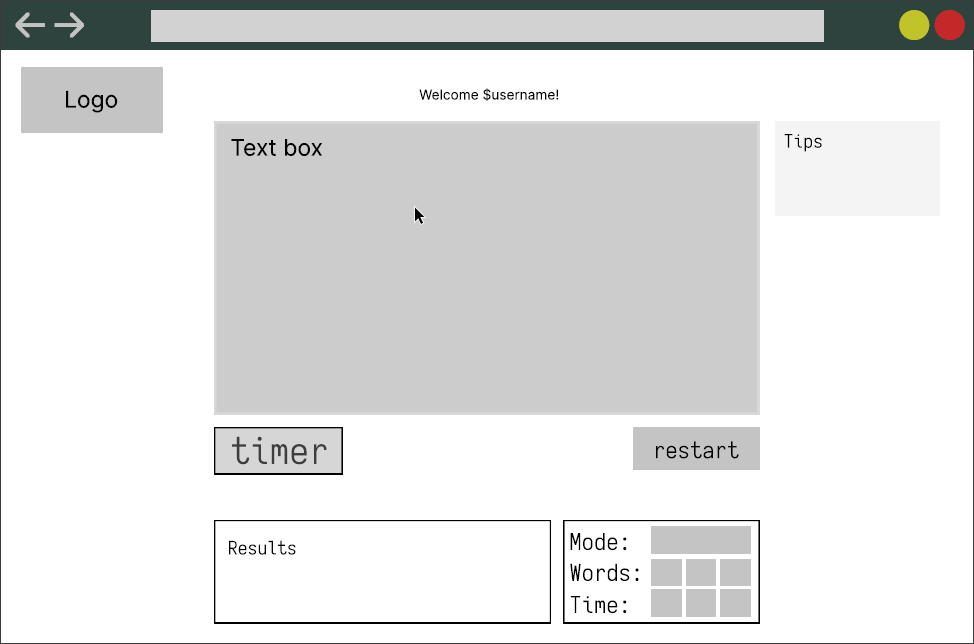 Logo
Welcome $username!
Text box
Tips
timer
restart
Results
Mode:
Words:
Time: